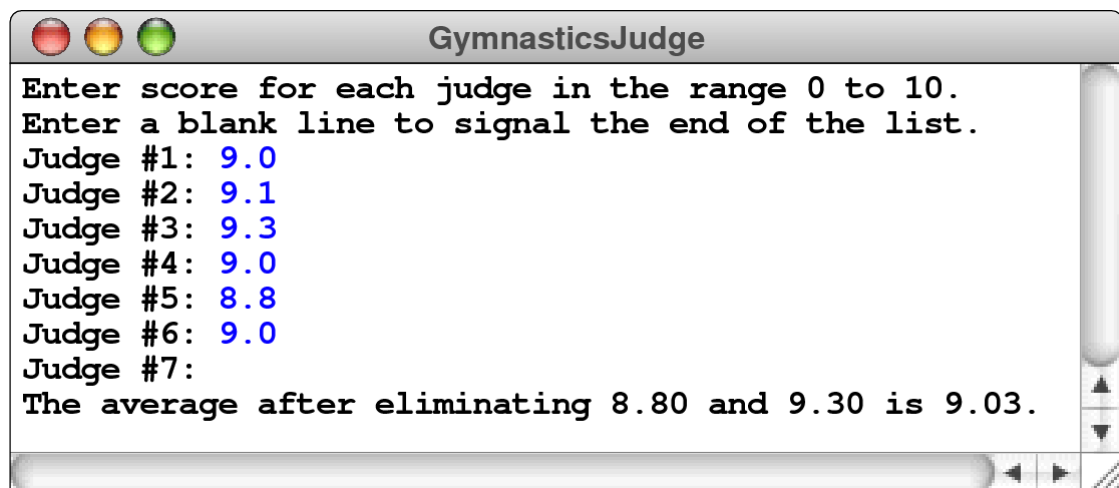 GymnasticsJudge
Enter score for each judge in the range 0 to 10.
Enter a blank line to signal the end of the list.
Judge #1: 9.0
Judge #2: 9.1
Judge #3: 9.3
Judge #4: 9.0
Judge #5: 8.8
Judge #6: 9.0
Judge #7:
The average after eliminating 8.80 and 9.30 is 9.03.